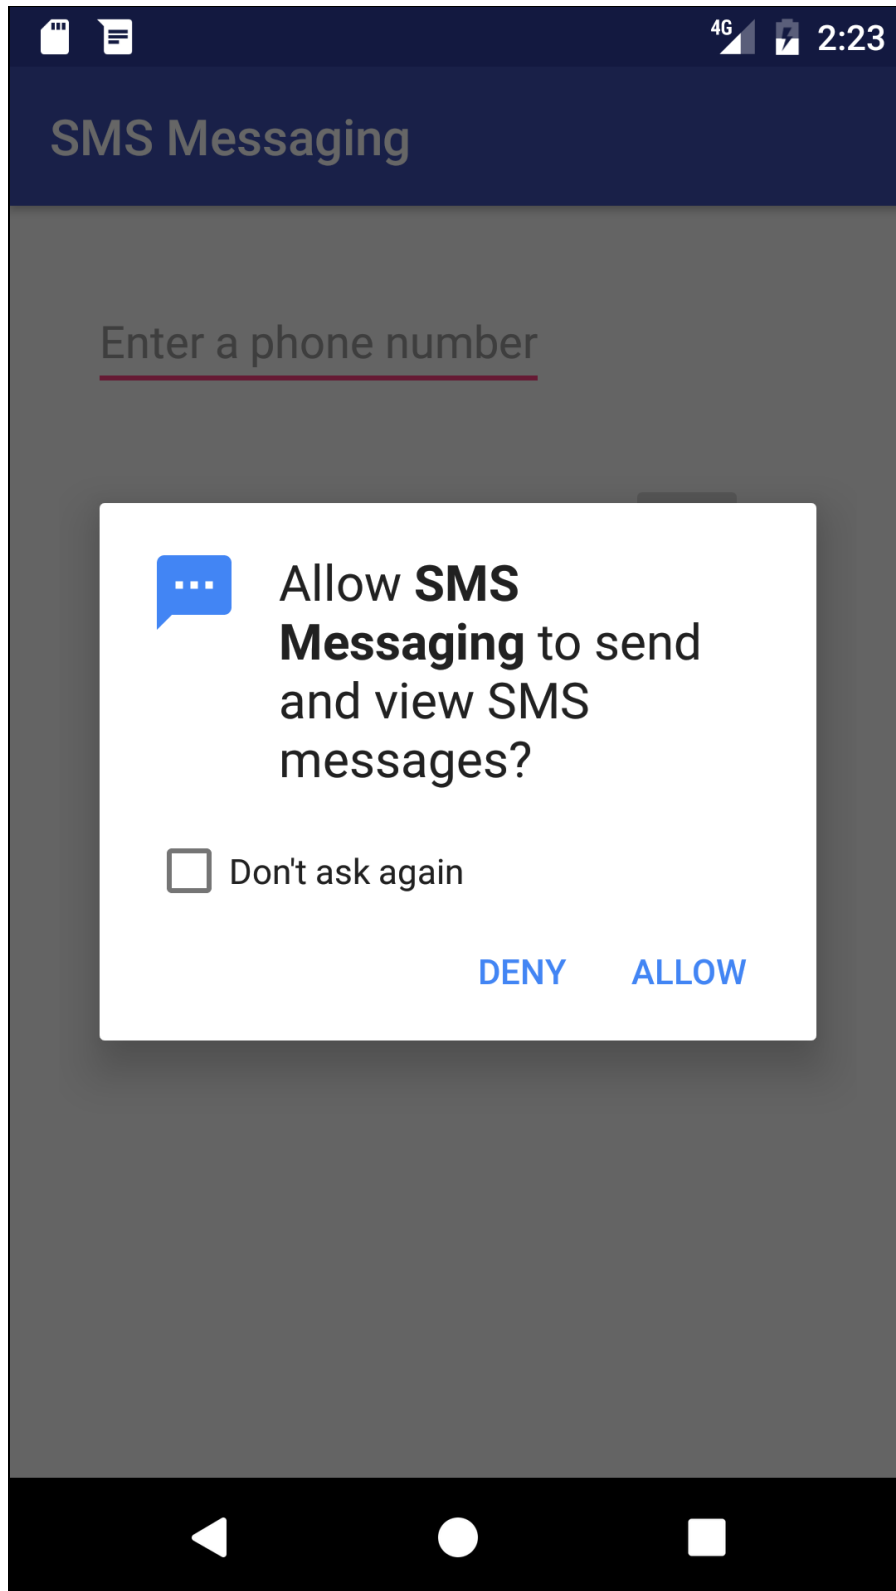 4G 2:23
SMS Messaging
Enter a phone number
Allow SMS
Messaging to send
and view SMS
messages?
Don't ask again
DENY ALLOW